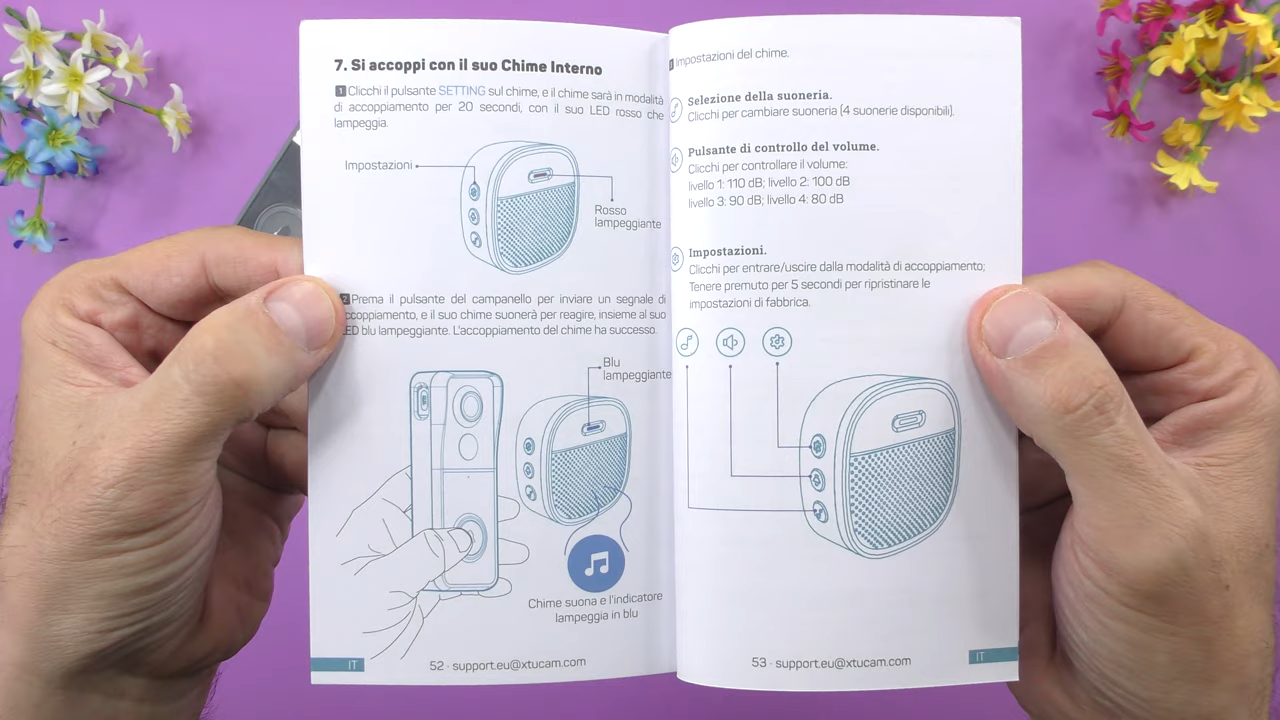 7. Si accoppi con il suo Chime Interno
1 Clicchi il pulsante SETTING sul chime, e il chime sarà in modalità
di accoppiamento per 20 secondi, con il suo LED rosso che
lampeggia.
Impostazioni
Rosso
lampeggiante
2 Prema il pulsante del campanello per inviare un segnale di
ccoppiamento, e il suo chime suonerà per reagire, insieme al suo
ED blu lampeggiante. L'accoppiamento del chime ha successo.
Blu
lampeggiante
Chime suona e l'indicatore
lampeggia in blu
IT
52 · support.eu@xtucam.com
Impostazioni del chime.
Selezione della suoneria.
Clicchi per cambiare suoneria (4 suonerie disponibili).
Pulsante di controllo del volume.
Clicchi per controllare il volume:
livello 1: 110 dB; livello 2: 100 dB
livello 3: 90 dB; livello 4: 80 dB
Impostazioni.
Clicchi per entrare/uscire dalla modalità di accoppiamento;
Tenere premuto per 5 secondi per ripristinare le
impostazioni di fabbrica.
53 · support.eu@xtucam.com
IT